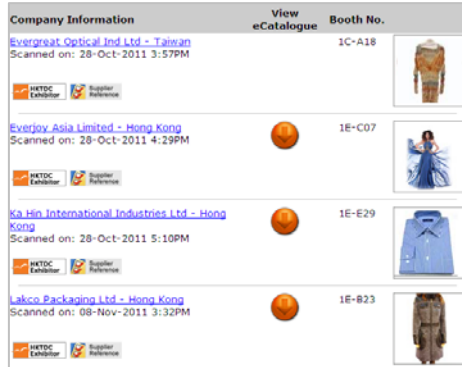 Company Information
View
eCatalogue
Booth No.
Evergreat Optical Ind Ltd - Taiwan
1C-A18
Scanned on: 28-Oct-2011 3:57PM
HKTDC
Exhibitor
Supplier
Reference
Everjoy Asia Limited - Hong Kong
1E-C07
Scanned on: 28-Oct-2011 4:29PM
HKTDC
Exhibitor
Supplier
Reference
Ka Hin International Industries Ltd - Hong
Kong
1E-E29
Scanned on: 28-Oct-2011 5:10PM
HKTDC
Exhibitor
Supplier
Reference
Lakco Packaging Ltd - Hong Kong
1E-B23
Scanned on: 08-Nov-2011 3:32PM
HKTDC
Exhibitor
Supplier
Reference